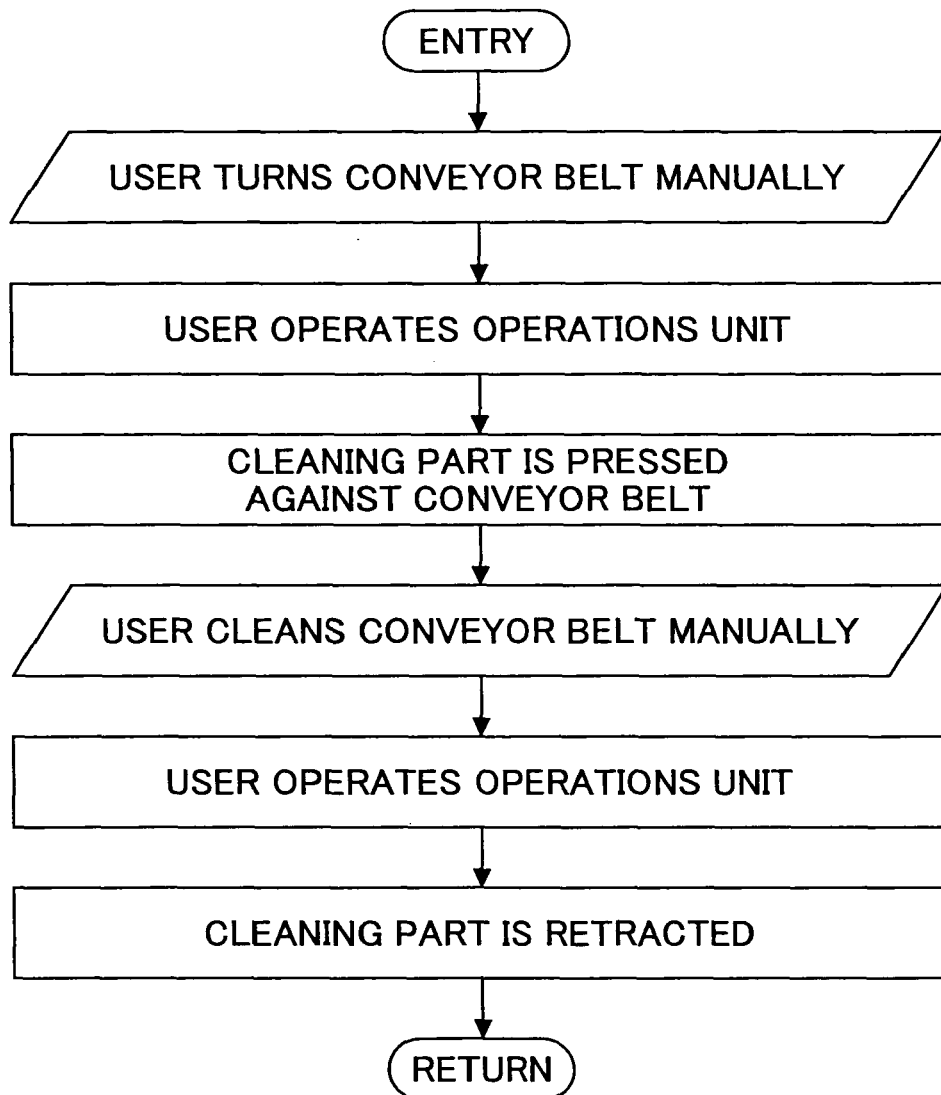 ENTRY
USER TURNS CONVEYOR BELT MANUALLY
USER OPERATES OPERATIONS UNIT
CLEANING PART IS PRESSED
AGAINST CONVEYOR BELT
USER CLEANS CONVEYOR BELT MANUALLY
USER OPERATES OPERATIONS UNIT
CLEANING PART IS RETRACTED
RETURN